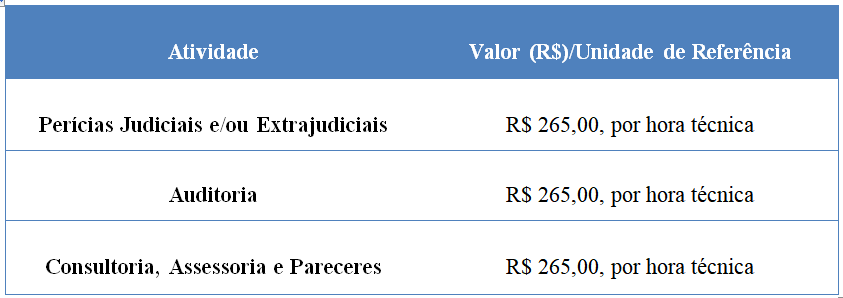 Atividade Valor (R$)/Unidade de Referência
Perícias Judiciais e/ou Extrajudiciais R$ 265,00, por hora técnica
Auditoria R$ 265,00, por hora técnica
Consultoria, Assessoria e Pareceres R$ 265,00, por hora técnica